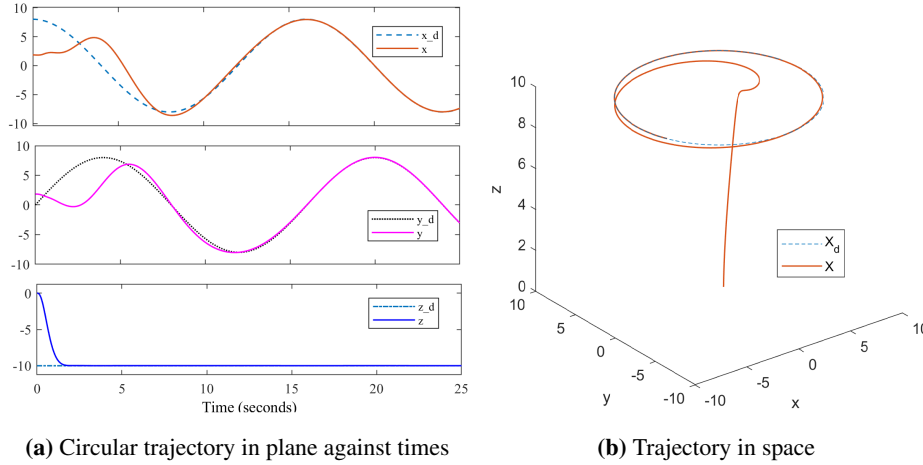 10
5
0
-5
-10
x_d
x
10
5
0
-5
-10
y_d
y
0
-5
-10
z_d
z
0 5 10 15 20 25
Time (seconds)
10
8
6
4
2
0
z
X_d
X
10
5
0
-5
-10
y
-10
-5
0
5
10
x
(a) Circular trajectory in plane against times
(b) Trajectory in space